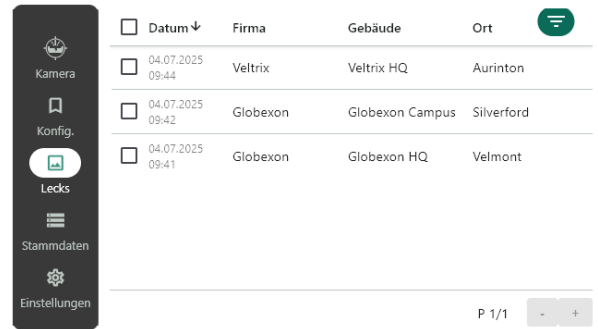 Kamera
Konfig.
Lecks
Stammdaten
Einstellungen
Datum Firma Gebäude Ort
04.07.2025
09:44 Veltrix Veltrix HQ Aurinton
04.07.2025
09:42 Globexon Globexon Campus Silverford
04.07.2025
09:41 Globexon Globexon HQ Velmont
P 1/1 - +